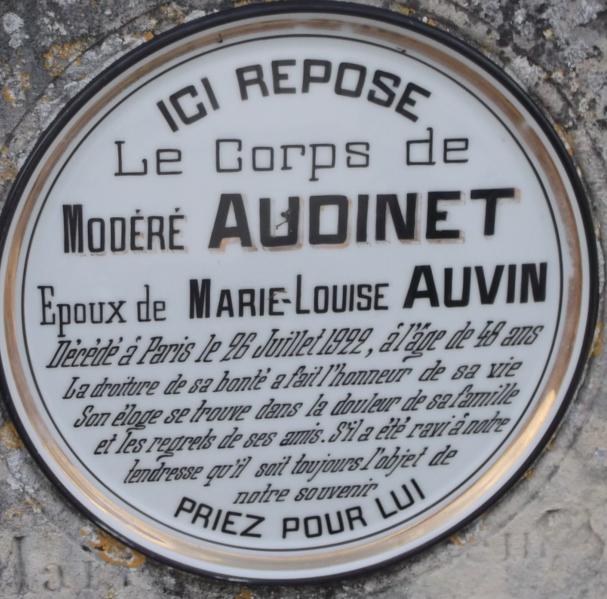 ICI REPOSE
Le Corps de
MODÉRÉ AUDINET
Epoux de MARIE-LOUISE AUVIN
Décédé à Paris le 26 Juillet 1922, à l'âge de 48 ans
La droiture de sa bonté a fait l'honneur de sa vie
Son éloge se trouve dans la douleur de sa famille
et les regrets de ses amis. S'il a été ravi à notre
tendresse qu'il soit toujours l'objet de
notre souvenir
PRIEZ POUR LUI